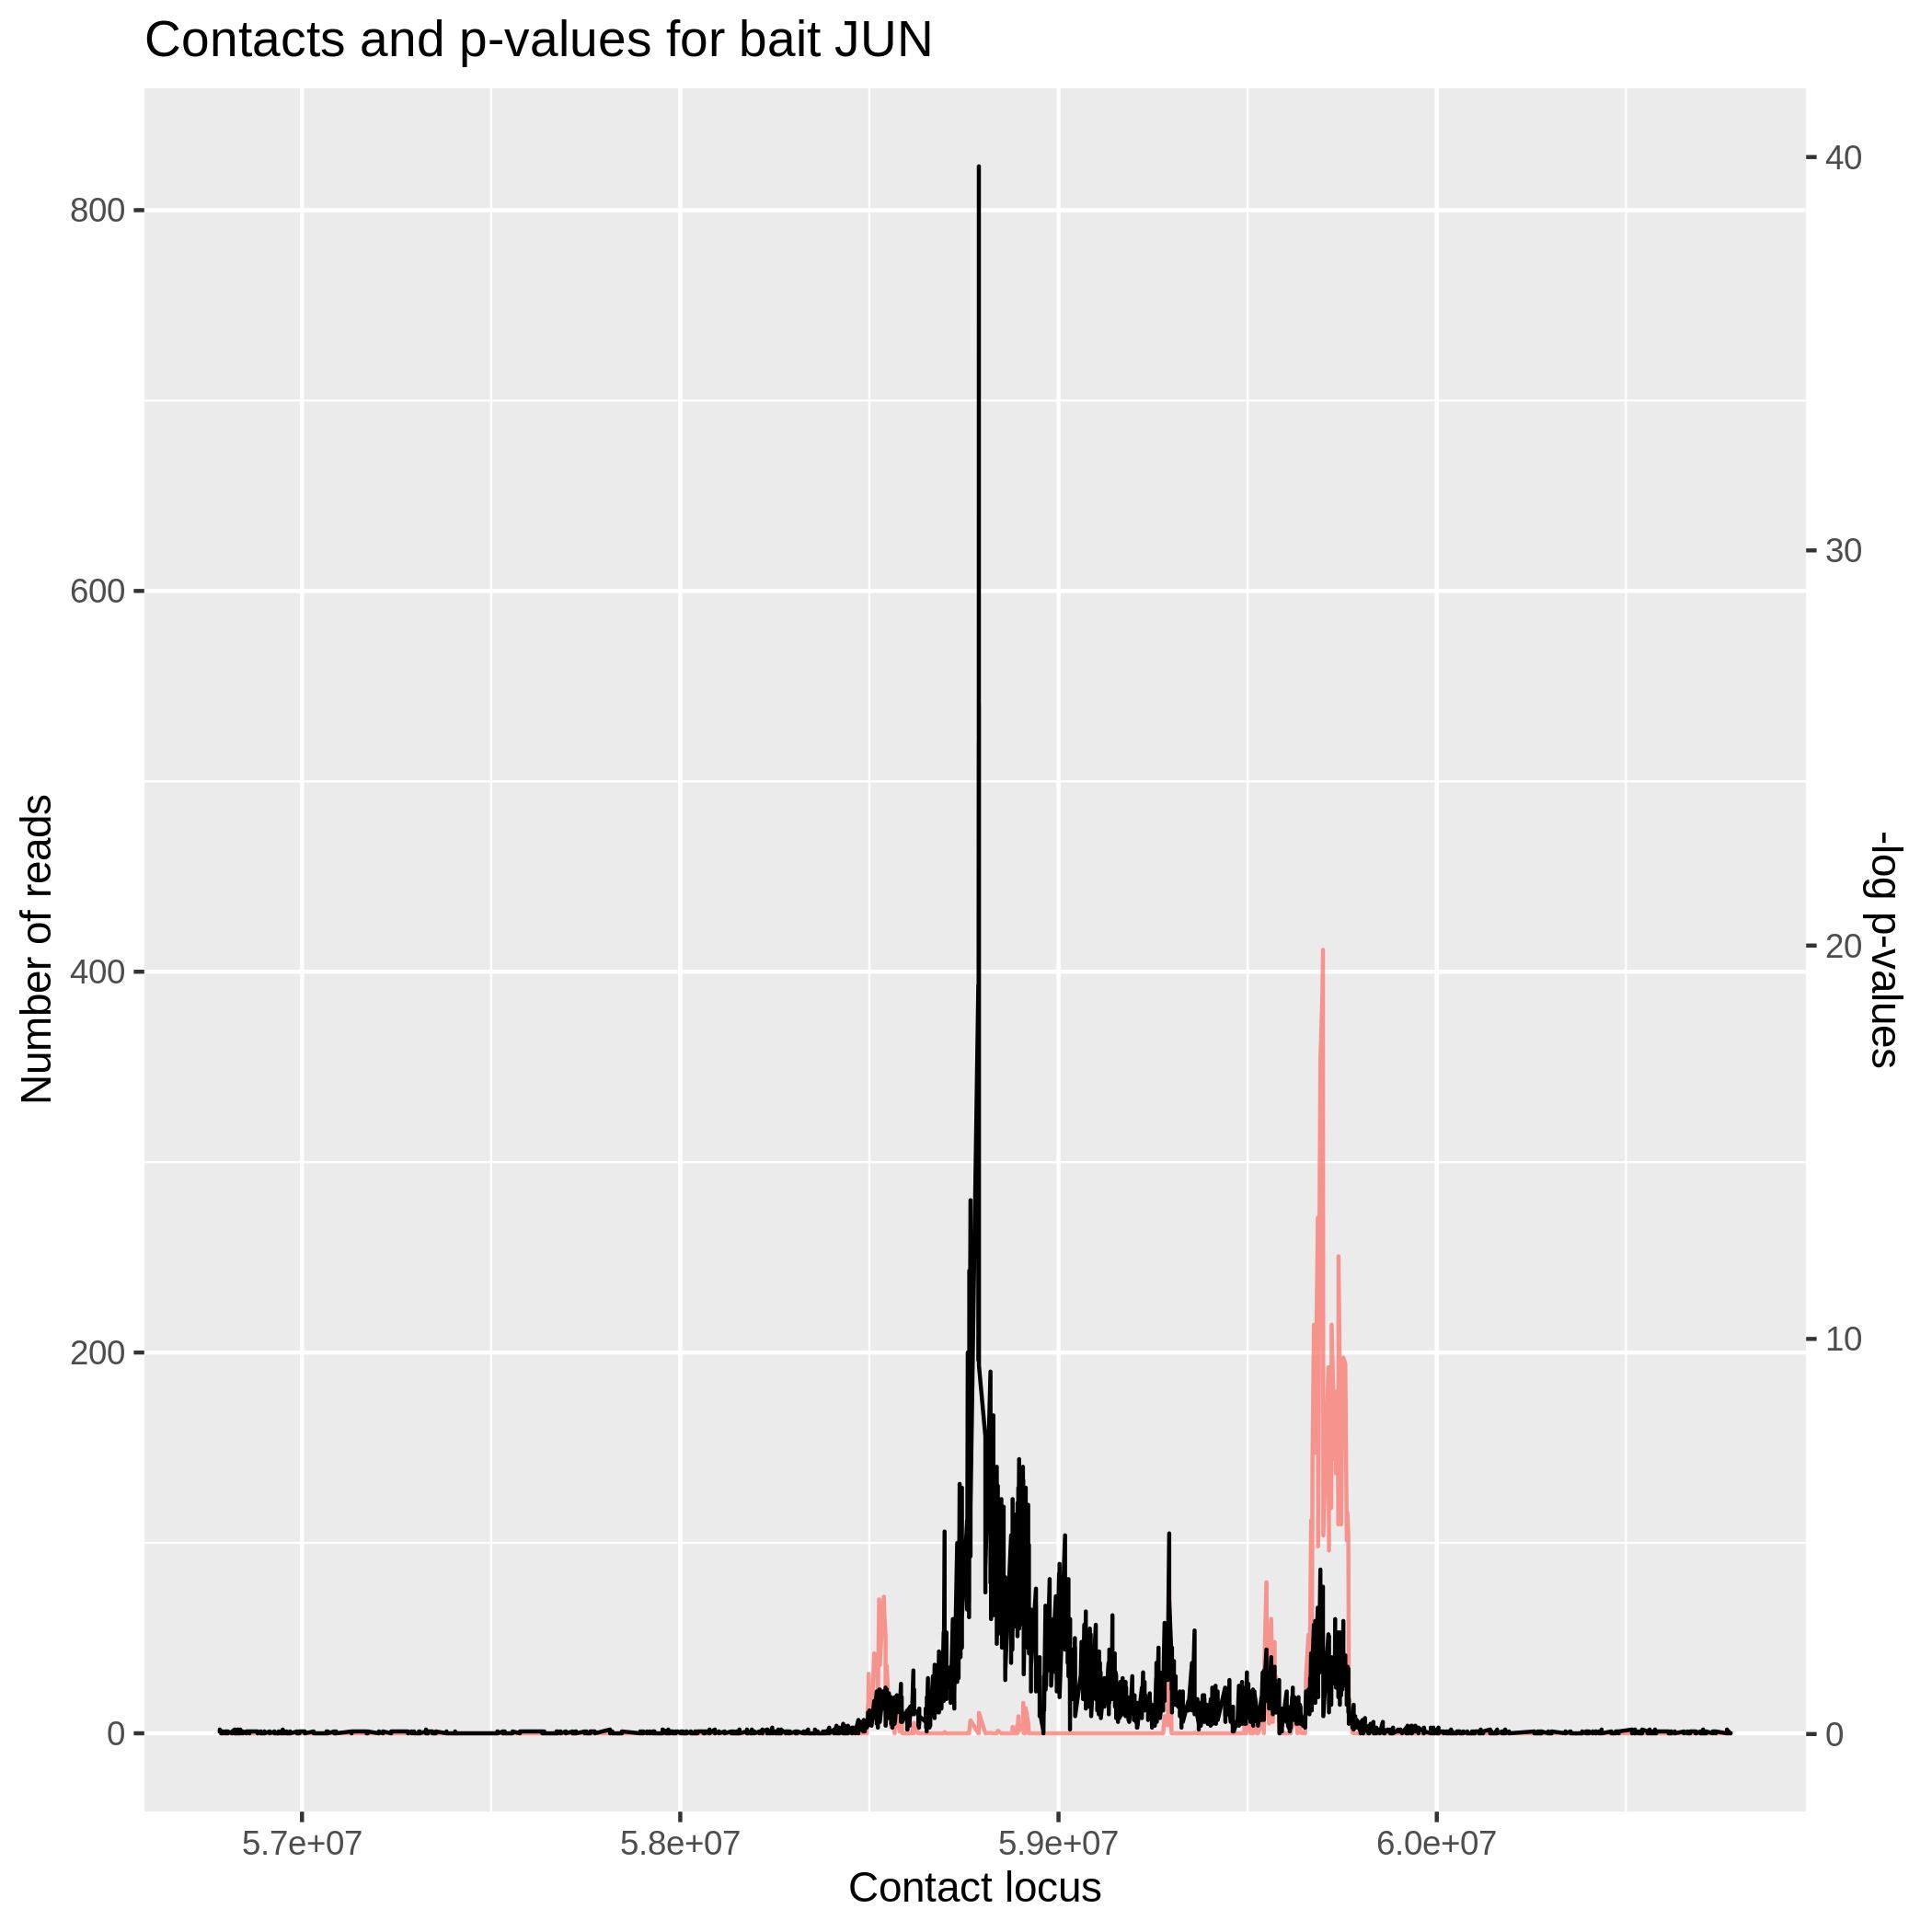 Contacts and p-values for bait JUN
800
600
400
200
0
Number of reads
40
30
20
10
0
-log p-values
5.7e+07 5.8e+07 5.9e+07 6.0e+07
Contact locus